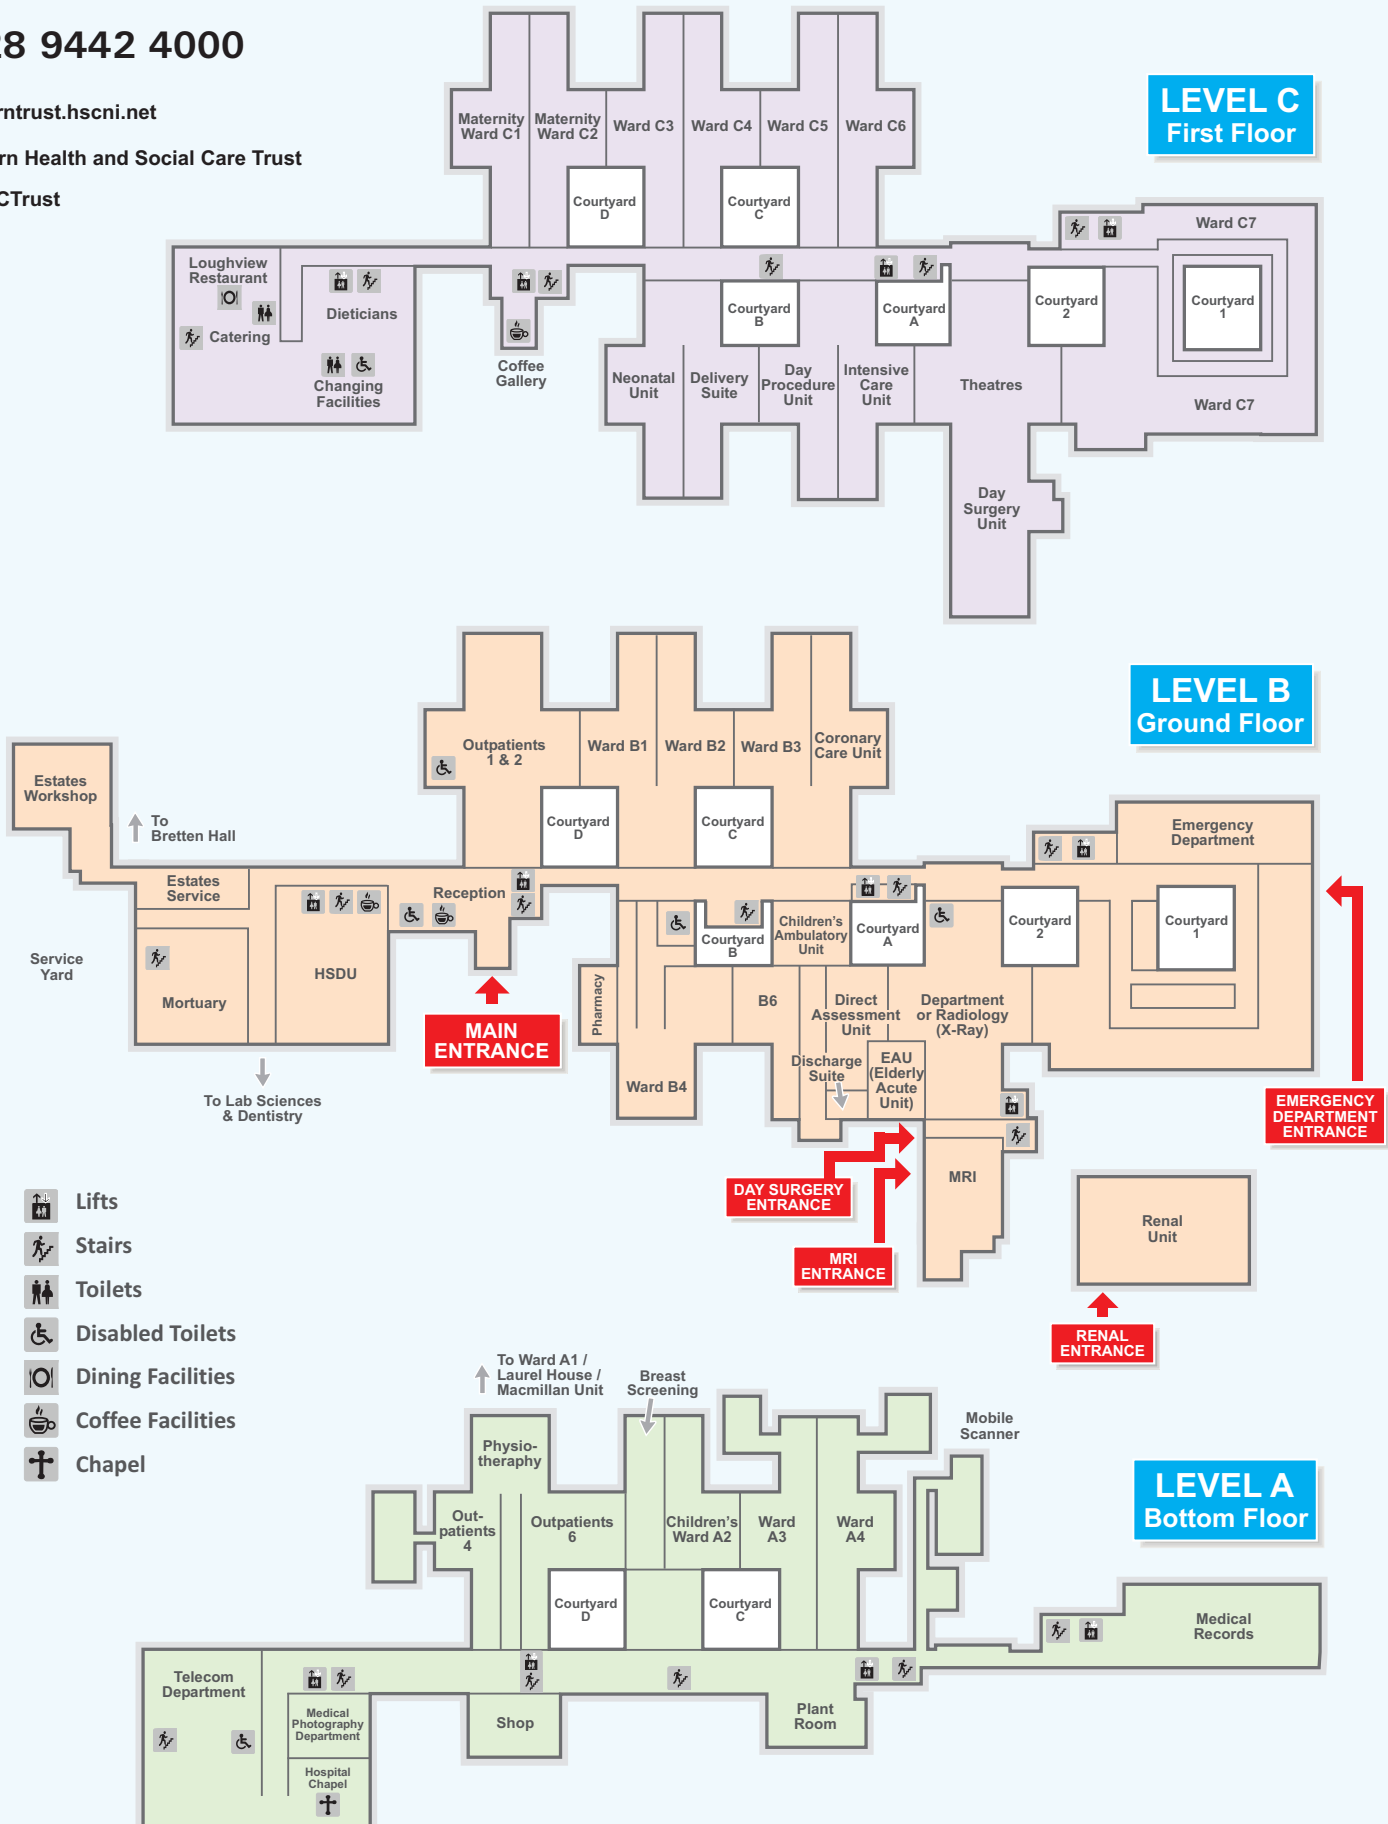 28 9442 4000
rntrust.hscni.net
rn Health and Social Care Trust
CTrust
LEVEL C
First Floor
Maternity
Ward C1
Maternity
Ward C2
Ward C3
Ward C4
Ward C5
Ward C6
Courtyard
D
Courtyard
C
Ward C7
Loughview
Restaurant
Catering
Dieticians
Changing
Facilities
Coffee
Gallery
Courtyard
B
Courtyard
A
Courtyard
2
Courtyard
1
Neonatal
Unit
Delivery
Suite
Day
Procedure
Unit
Intensive
Care
Unit
Theatres
Ward C7
Day
Surgery
Unit
LEVEL B
Ground Floor
Outpatients
1 & 2
Ward B1
Ward B2
Ward B3
Coronary
Care Unit
Estates
Workshop
To
Bretten Hall
Courtyard
D
Courtyard
C
Emergency
Department
Estates
Service
Reception
Children's
Ambulatory
Unit
Courtyard
B
Courtyard
A
Courtyard
2
Courtyard
1
Service
Yard
Mortuary
HSDU
MAIN
ENTRANCE
Pharmacy
B6
Direct
Assessment
Unit
Department
or Radiology
(X-Ray)
Discharge
Suite
EAU
(Elderly
Acute
Unit)
Ward B4
To Lab Sciences
& Dentistry
EMERGENCY
DEPARTMENT
ENTRANCE
DAY SURGERY
ENTRANCE
MRI
MRI
ENTRANCE
Renal
Unit
RENAL
ENTRANCE
Lifts
Stairs
Toilets
Disabled Toilets
Dining Facilities
Coffee Facilities
Chapel
To Ward A1 /
Laurel House /
Macmillan Unit
Breast
Screening
Mobile
Scanner
LEVEL A
Bottom Floor
Physio-
theraphy
Out-
patients
4
Outpatients
6
Children's
Ward A2
Ward
A3
Ward
A4
Courtyard
D
Courtyard
C
Medical
Records
Telecom
Department
Medical
Photography
Department
Shop
Plant
Room
Hospital
Chapel